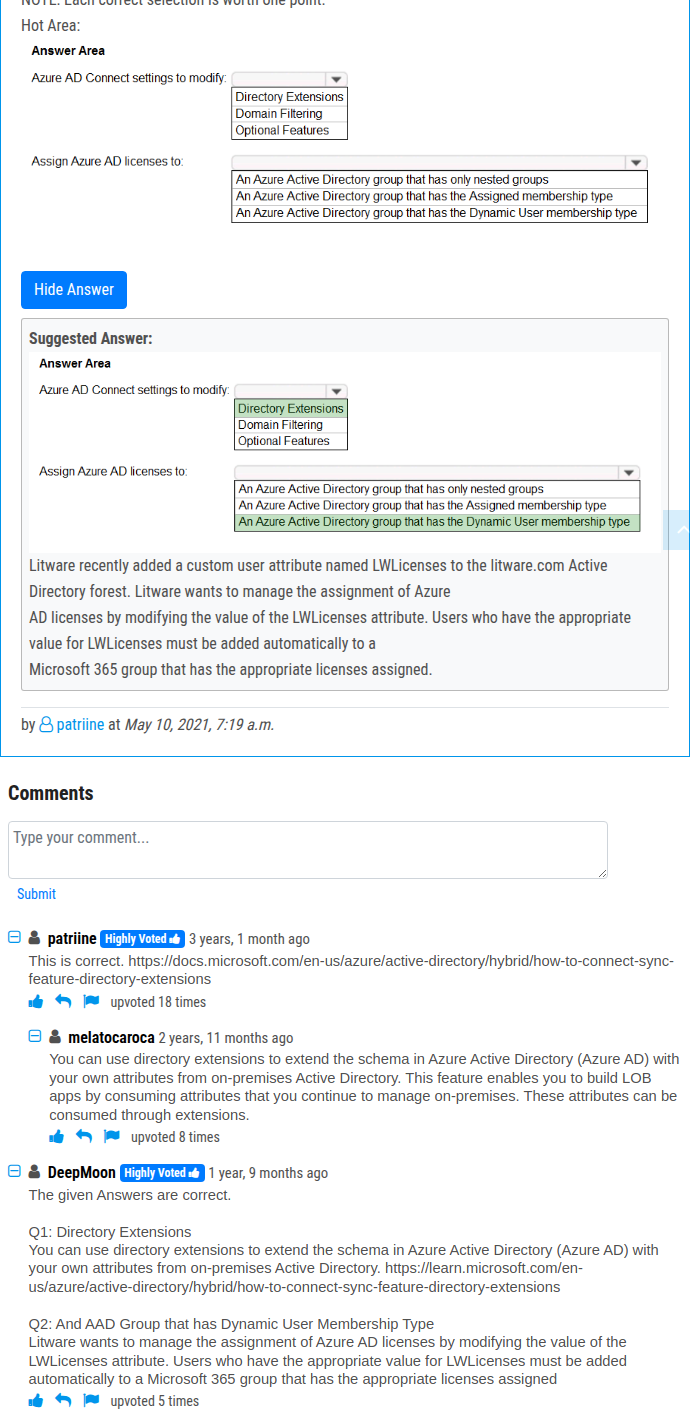 NOTE: Each correct selection is worth one point.
Hot Area:
Answer Area
Azure AD Connect settings to modify:
Directory Extensions
Domain Filtering
Optional Features
Assign Azure AD licenses to:
An Azure Active Directory group that has only nested groups
An Azure Active Directory group that has the Assigned membership type
An Azure Active Directory group that has the Dynamic User membership type
Hide Answer
Suggested Answer:
Answer Area
Azure AD Connect settings to modify:
Directory Extensions
Domain Filtering
Optional Features
Assign Azure AD licenses to:
An Azure Active Directory group that has only nested groups
An Azure Active Directory group that has the Assigned membership type
An Azure Active Directory group that has the Dynamic User membership type
Litware recently added a custom user attribute named LWLicenses to the litware.com Active
Directory forest. Litware wants to manage the assignment of Azure
AD licenses by modifying the value of the LWLicenses attribute. Users who have the appropriate
value for LWLicenses must be added automatically to a
Microsoft 365 group that has the appropriate licenses assigned.
by patriine at May 10, 2021, 7:19 a.m.
Comments
Type your comment...
Submit
patriine Highly Voted 3 years, 1 month ago
This is correct. https://docs.microsoft.com/en-us/azure/active-directory/hybrid/how-to-connect-sync-
feature-directory-extensions
upvoted 18 times
melatocaroca 2 years, 11 months ago
You can use directory extensions to extend the schema in Azure Active Directory (Azure AD) with
your own attributes from on-premises Active Directory. This feature enables you to build LOB
apps by consuming attributes that you continue to manage on-premises. These attributes can be
consumed through extensions.
upvoted 8 times
DeepMoon Highly Voted 1 year, 9 months ago
The given Answers are correct.
Q1: Directory Extensions
You can use directory extensions to extend the schema in Azure Active Directory (Azure AD) with
your own attributes from on-premises Active Directory. https://learn.microsoft.com/en-
us/azure/active-directory/hybrid/how-to-connect-sync-feature-directory-extensions
Q2: And AAD Group that has Dynamic User Membership Type
Litware wants to manage the assignment of Azure AD licenses by modifying the value of the
LWLicenses attribute. Users who have the appropriate value for LWLicenses must be added
automatically to a Microsoft 365 group that has the appropriate licenses assigned
upvoted 5 times